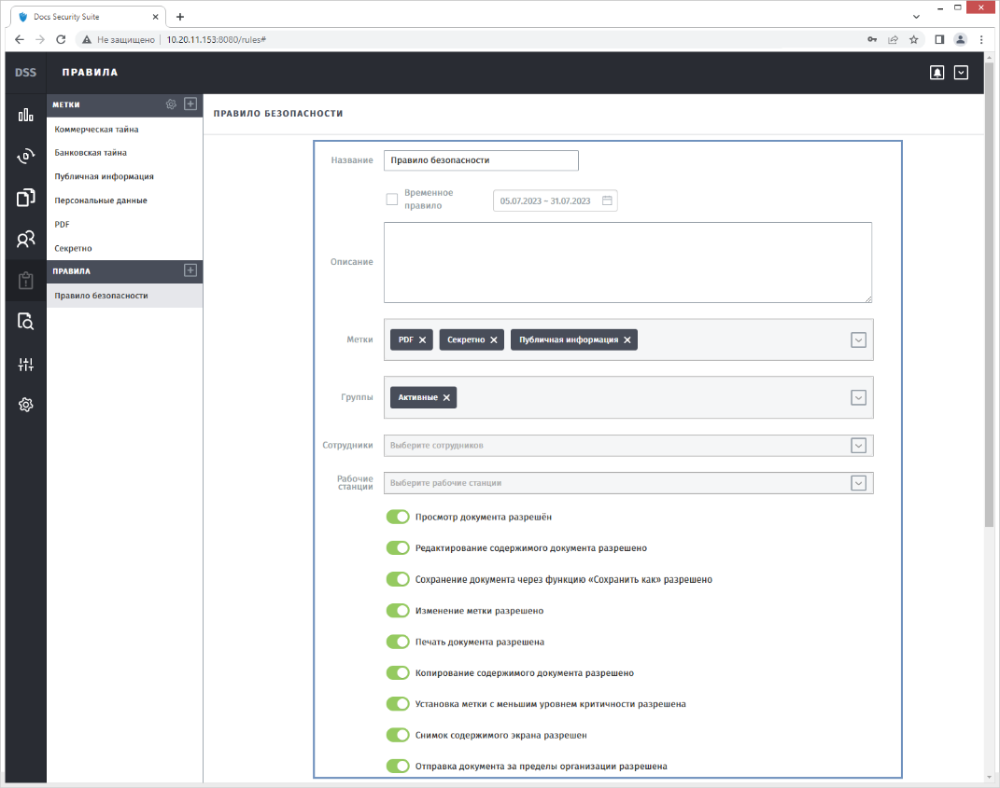 Docs Security Suite
Не защищено 10.20.11.153:8080/rules#
DSS ПРАВИЛА
МЕТКИ
Коммерческая тайна
Банковская тайна
Публичная информация
Персональные данные
PDF
Секретно
ПРАВИЛА
Правило безопасности
ПРАВИЛО БЕЗОПАСНОСТИ
Название Правило безопасности
Временное
правило
05.07.2023 ~ 31.07.2023
Описание
Метки PDF Секретно Публичная информация
Группы Активные
Сотрудники Выберите сотрудников
Рабочие
станции
Выберите рабочие станции
Просмотр документа разрешён
Редактирование содержимого документа разрешено
Сохранение документа через функцию «Сохранить как» разрешено
Изменение метки разрешено
Печать документа разрешена
Копирование содержимого документа разрешено
Установка метки с меньшим уровнем критичности разрешена
Снимок содержимого экрана разрешен
Отправка документа за пределы организации разрешена